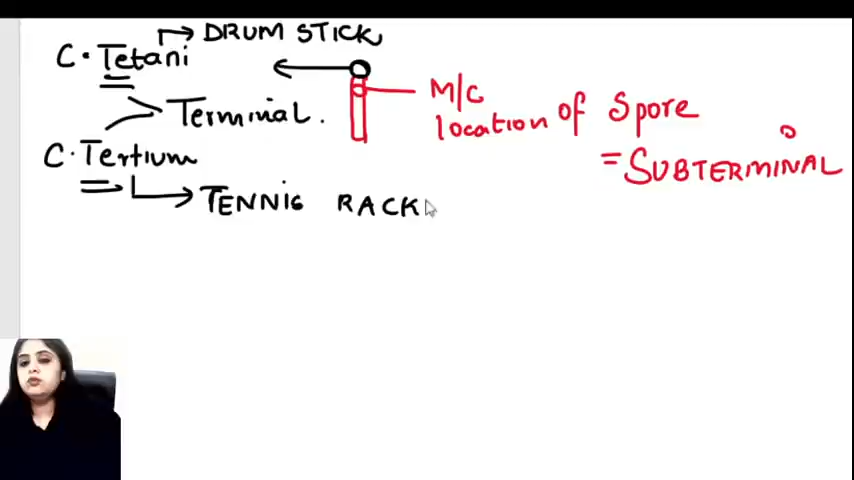 DRUM STICK
C. Tetani
M/C
Terminal.
location of Spore
= SUBTERMINAL
C. Tertium
TENNIS RACK